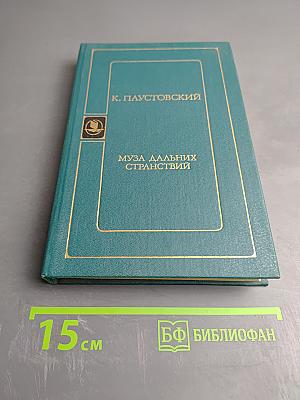 К. ПАУСТОВСКИЙ
МУЗА ДАЛЬНИХ
СТРАНСТВИЙ
15 см
БФ БИБЛИОФАН